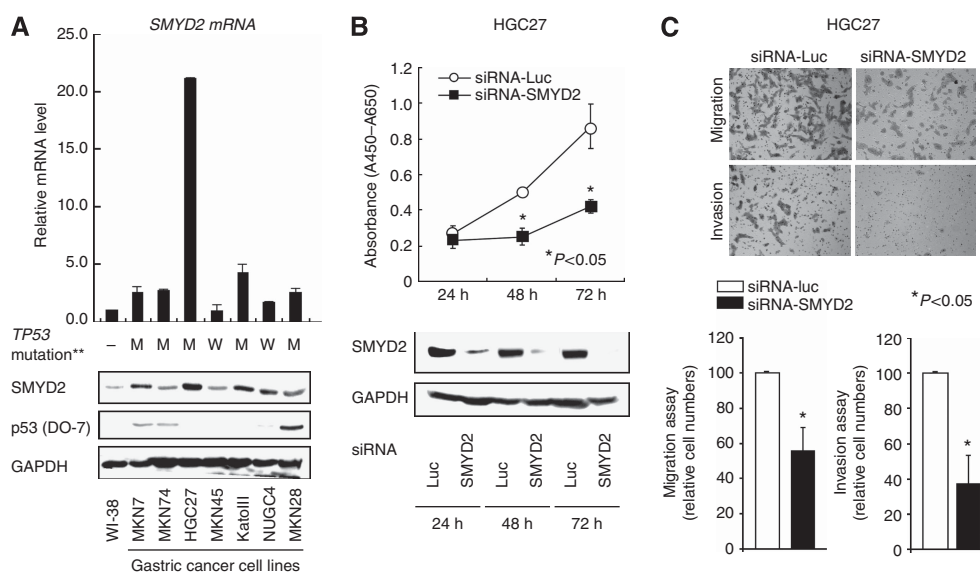 A
SMYD2 mRNA
25.0
20.0
15.0
10.0
5.0
0.0
Relative mRNA level
TP53
mutation**
– M M M W M W M
SMYD2
p53 (DO-7)
GAPDH
WI-38
MKN7
MKN74
HGC27
MKN45
KatoIII
NUGC4
MKN28
Gastric cancer cell lines
B
HGC27
1.2
1.0
0.8
0.6
0.4
0.2
0
Absorbance (A450–A650)
siRNA-Luc
siRNA-SMYD2
*
*
*P<0.05
24 h 48 h 72 h
SMYD2
GAPDH
siRNA
Luc
SMYD2
Luc
SMYD2
Luc
SMYD2
24 h 48 h 72 h
C
HGC27
siRNA-Luc siRNA-SMYD2
Migration
Invasion
siRNA-luc
siRNA-SMYD2
*P<0.05
120
100
80
60
40
20
0
Migration assay
(relative cell numbers)
*
120
100
80
60
40
20
0
Invasion assay
(relative cell numbers)
*